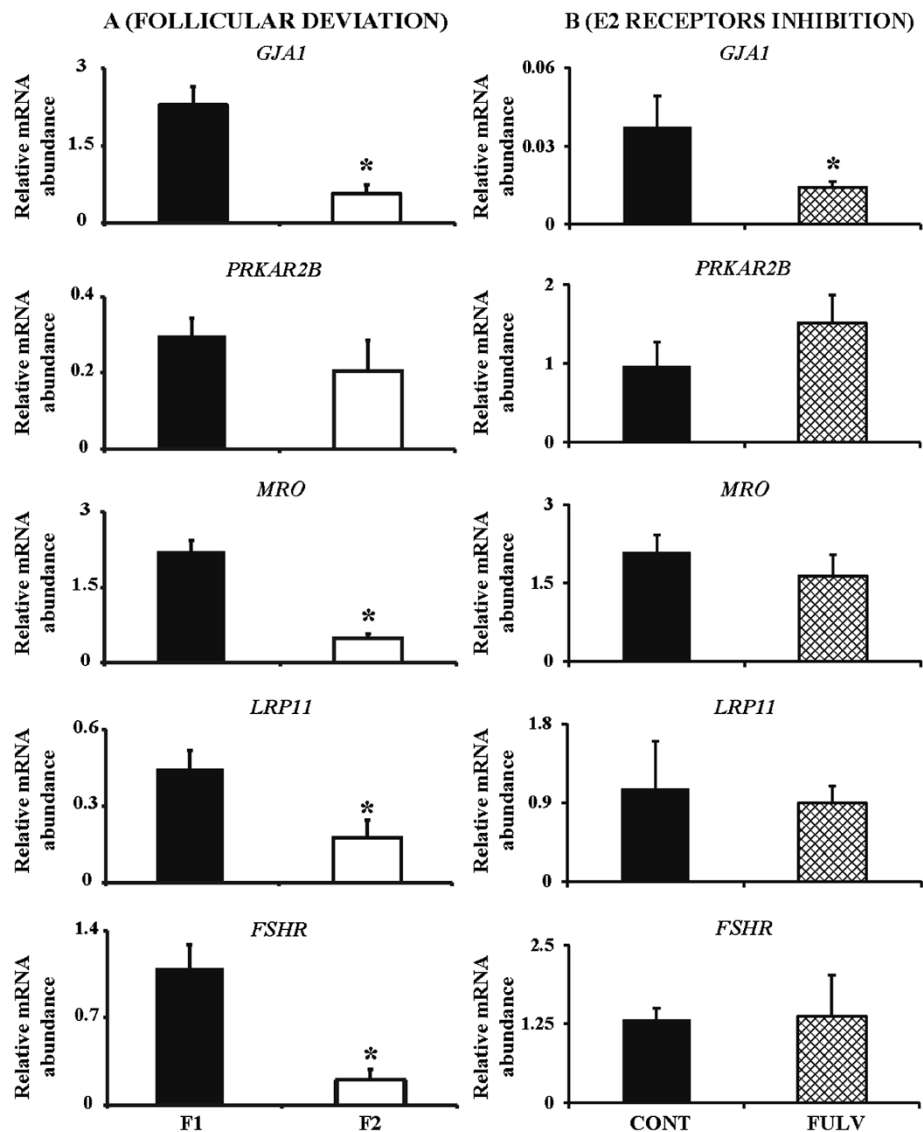 A (FOLLICULAR DEVIATION)
GJA1
Relative mRNA
abundance
3
1.5
0
*
PRKAR2B
Relative mRNA
abundance
0.4
0.2
0
MRO
Relative mRNA
abundance
3
1.5
0
*
LRP11
Relative mRNA
abundance
0.6
0.3
0
*
FSHR
Relative mRNA
abundance
1.4
0.7
0
*
F1 F2
B (E2 RECEPTORS INHIBITION)
GJA1
Relative mRNA
abundance
0.06
0.03
0
*
PRKAR2B
Relative mRNA
abundance
2
1
0
MRO
Relative mRNA
abundance
3
1.5
0
LRP11
Relative mRNA
abundance
1.8
0.9
0
FSHR
Relative mRNA
abundance
2.5
1.25
0
CONT FULV